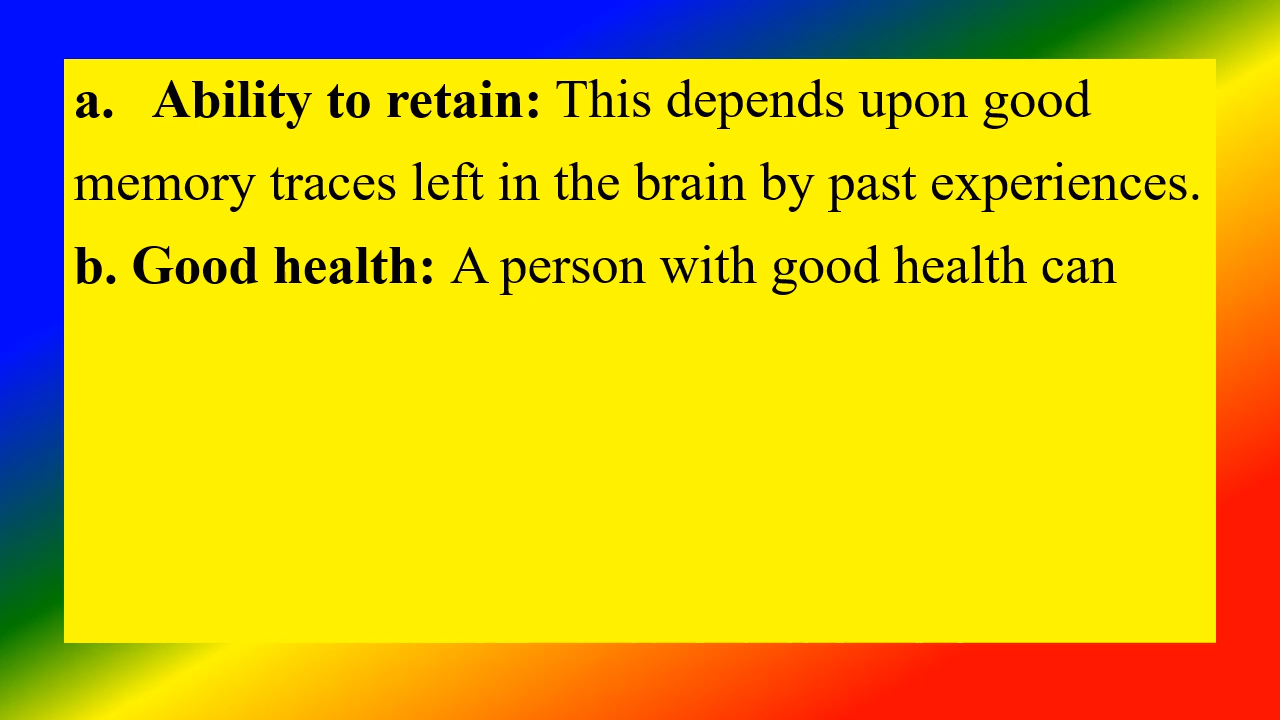 a. Ability to retain: This depends upon good
memory traces left in the brain by past experiences.
b. Good health: A person with good health can